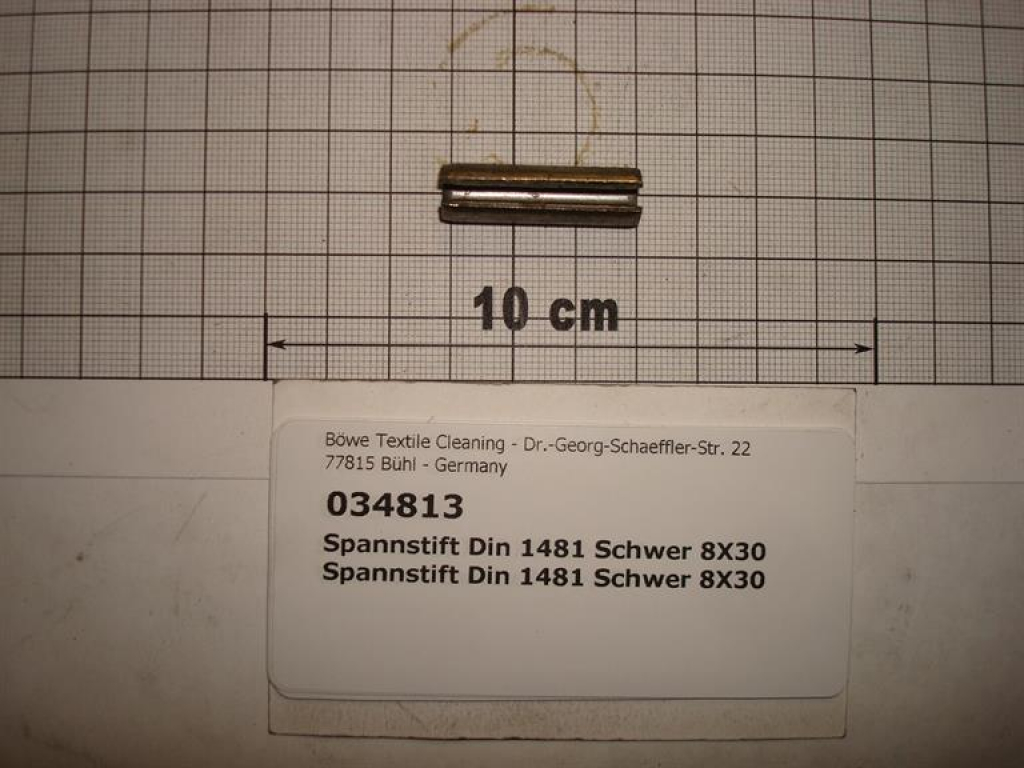 10 cm
Böwe Textile Cleaning - Dr.-Georg-Schaeffler-Str. 22
77815 Bühl - Germany
034813
Spannstift Din 1481 Schwer 8X30
Spannstift Din 1481 Schwer 8X30